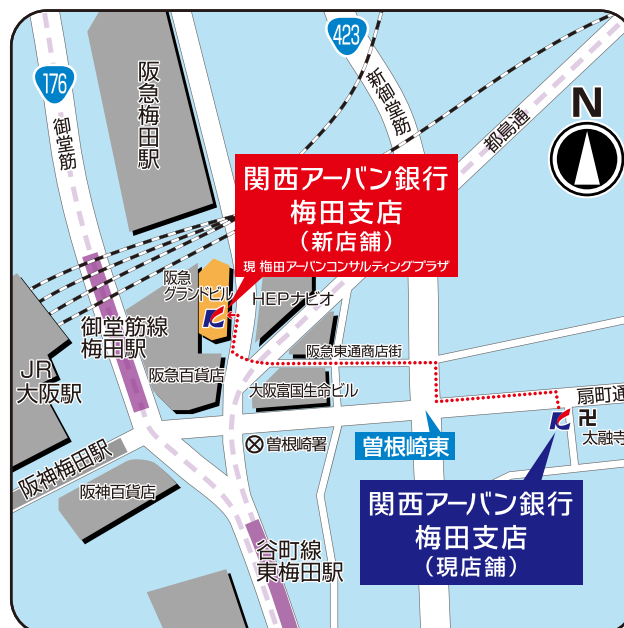 423
176
阪急梅田駅
新御堂筋
御堂筋
都島通
N
関西アーバン銀行
梅田支店
（新店舗）
現 梅田アーバンコンサルティングプラザ
阪急
グランドビル
HEPナビオ
御堂筋線
梅田駅
阪急東通商店街
JR
大阪駅
阪急百貨店
大阪富国生命ビル
扇町通
卍
太融寺
曽根崎署
曽根崎東
阪神梅田駅
阪神百貨店
関西アーバン銀行
梅田支店
（現店舗）
谷町線
東梅田駅